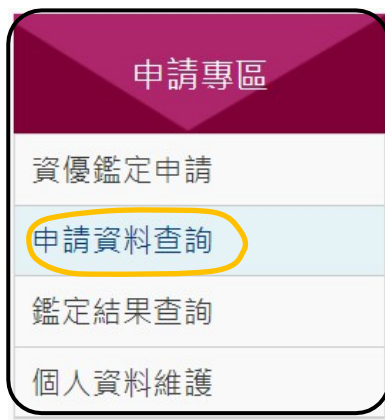 申請專區
資優鑑定申請
申請資料查詢
鑑定結果查詢
個人資料維護